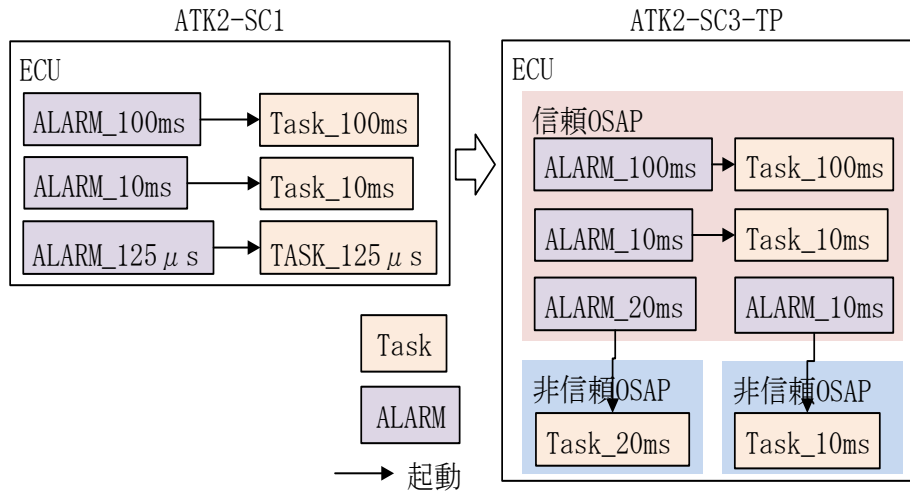 ATK2-SC1
ECU
ALARM_100ms
Task_100ms
ALARM_10ms
Task_10ms
ALARM_125μs
TASK_125μs
Task
ALARM
起動
ATK2-SC3-TP
ECU
信頼OSAP
ALARM_100ms
Task_100ms
ALARM_10ms
Task_10ms
ALARM_20ms
ALARM_10ms
非信頼OSAP
Task_20ms
非信頼OSAP
Task_10ms